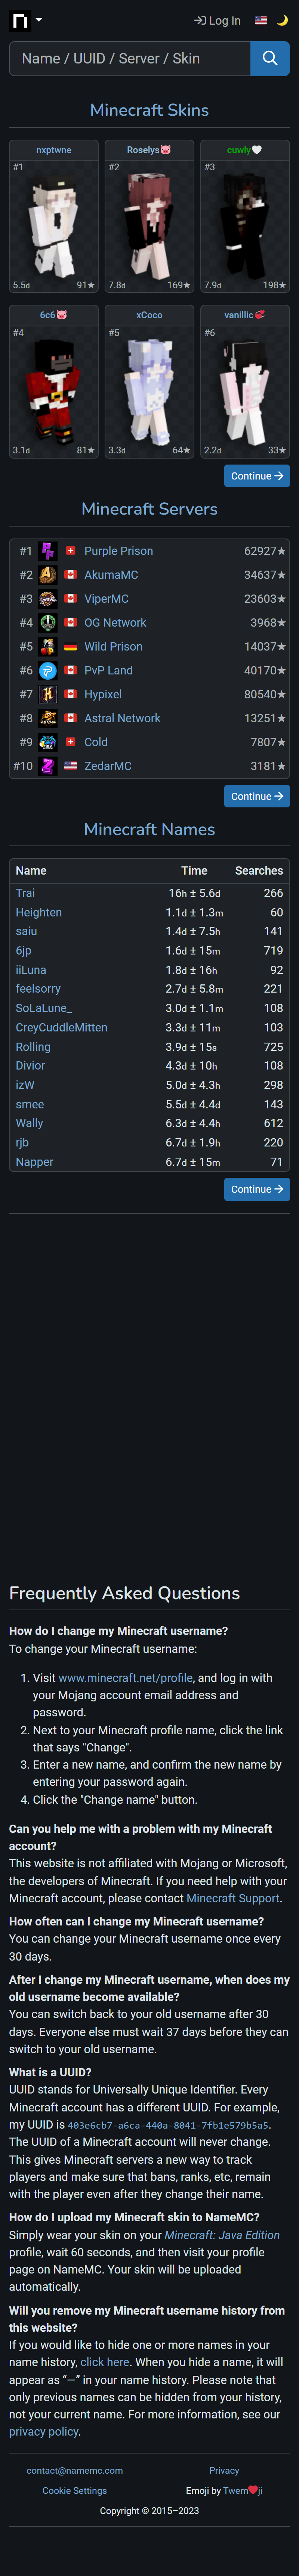 Log In
Name / UUID / Server / Skin
Minecraft Skins
nxptwne
#1
5.5d 91★
Roselys🐷
#2
7.8d 169★
cuwly🤍
#3
7.9d 198★
6c6🐷
#4
3.1d 81★
xCoco
#5
3.3d 64★
vanillic💞
#6
2.2d 33★
Continue →
Minecraft Servers
#1 Purple Prison 62927★
#2 AkumaMC 34637★
#3 ViperMC 23603★
#4 OG Network 3968★
#5 Wild Prison 14037★
#6 PvP Land 40170★
#7 Hypixel 80540★
#8 Astral Network 13251★
#9 Cold 7807★
#10 ZedarMC 3181★
Continue →
Minecraft Names
Name Time Searches
Trai 16h ± 5.6d 266
Heighten 1.1d ± 1.3m 60
saiu 1.4d ± 7.5h 141
6jp 1.6d ± 15m 719
iiLuna 1.8d ± 16h 92
feelsorry 2.7d ± 5.8m 221
SoLaLune_ 3.0d ± 1.1m 108
CreyCuddleMitten 3.3d ± 11m 103
Rolling 3.9d ± 15s 725
Divior 4.3d ± 10h 108
izW 5.0d ± 4.3h 298
smee 5.5d ± 4.4d 143
Wally 6.3d ± 4.4h 612
rjb 6.7d ± 1.9h 220
Napper 6.7d ± 15m 71
Continue →
Frequently Asked Questions
How do I change my Minecraft username?
To change your Minecraft username:
1. Visit www.minecraft.net/profile, and log in with
your Mojang account email address and
password.
2. Next to your Minecraft profile name, click the link
that says "Change".
3. Enter a new name, and confirm the new name by
entering your password again.
4. Click the "Change name" button.
Can you help me with a problem with my Minecraft
account?
This website is not affiliated with Mojang or Microsoft,
the developers of Minecraft. If you need help with your
Minecraft account, please contact Minecraft Support.
How often can I change my Minecraft username?
You can change your Minecraft username once every
30 days.
After I change my Minecraft username, when does my
old username become available?
You can switch back to your old username after 30
days. Everyone else must wait 37 days before they can
switch to your old username.
What is a UUID?
UUID stands for Universally Unique Identifier. Every
Minecraft account has a different UUID. For example,
my UUID is 403e6cb7-a6ca-440a-8041-7fb1e579b5a5.
The UUID of a Minecraft account will never change.
This gives Minecraft servers a new way to track
players and make sure that bans, ranks, etc, remain
with the player even after they change their name.
How do I upload my Minecraft skin to NameMC?
Simply wear your skin on your Minecraft: Java Edition
profile, wait 60 seconds, and then visit your profile
page on NameMC. Your skin will be uploaded
automatically.
Will you remove my Minecraft username history from
this website?
If you would like to hide one or more names in your
name history, click here. When you hide a name, it will
appear as “—” in your name history. Please note that
only previous names can be hidden from your history,
not your current name. For more information, see our
privacy policy.
contact@namemc.com Privacy
Cookie Settings Emoji by Twem❤️ji
Copyright © 2015–2023